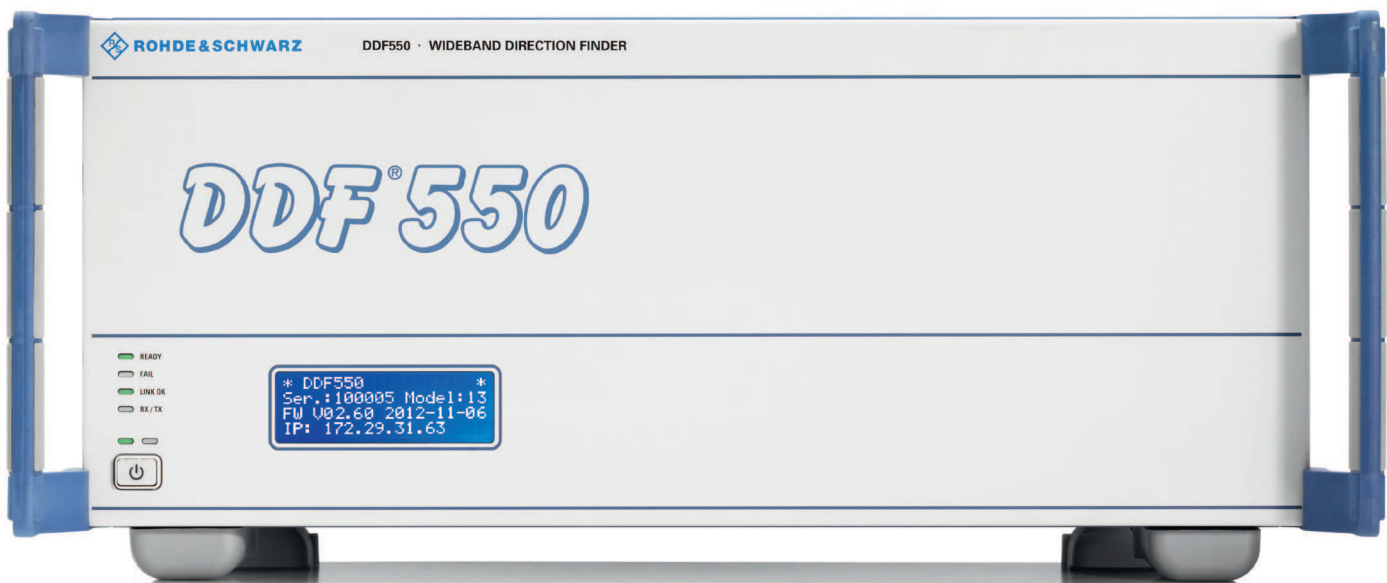 R S ROHDE&SCHWARZ DDF550 · WIDEBAND DIRECTION FINDER
DDF®550
READY
FAIL
LINK OK
RX / TX
* DDF550 *
Ser.:100005 Model:13
FW V02.60 2012-11-06
IP: 172.29.31.63